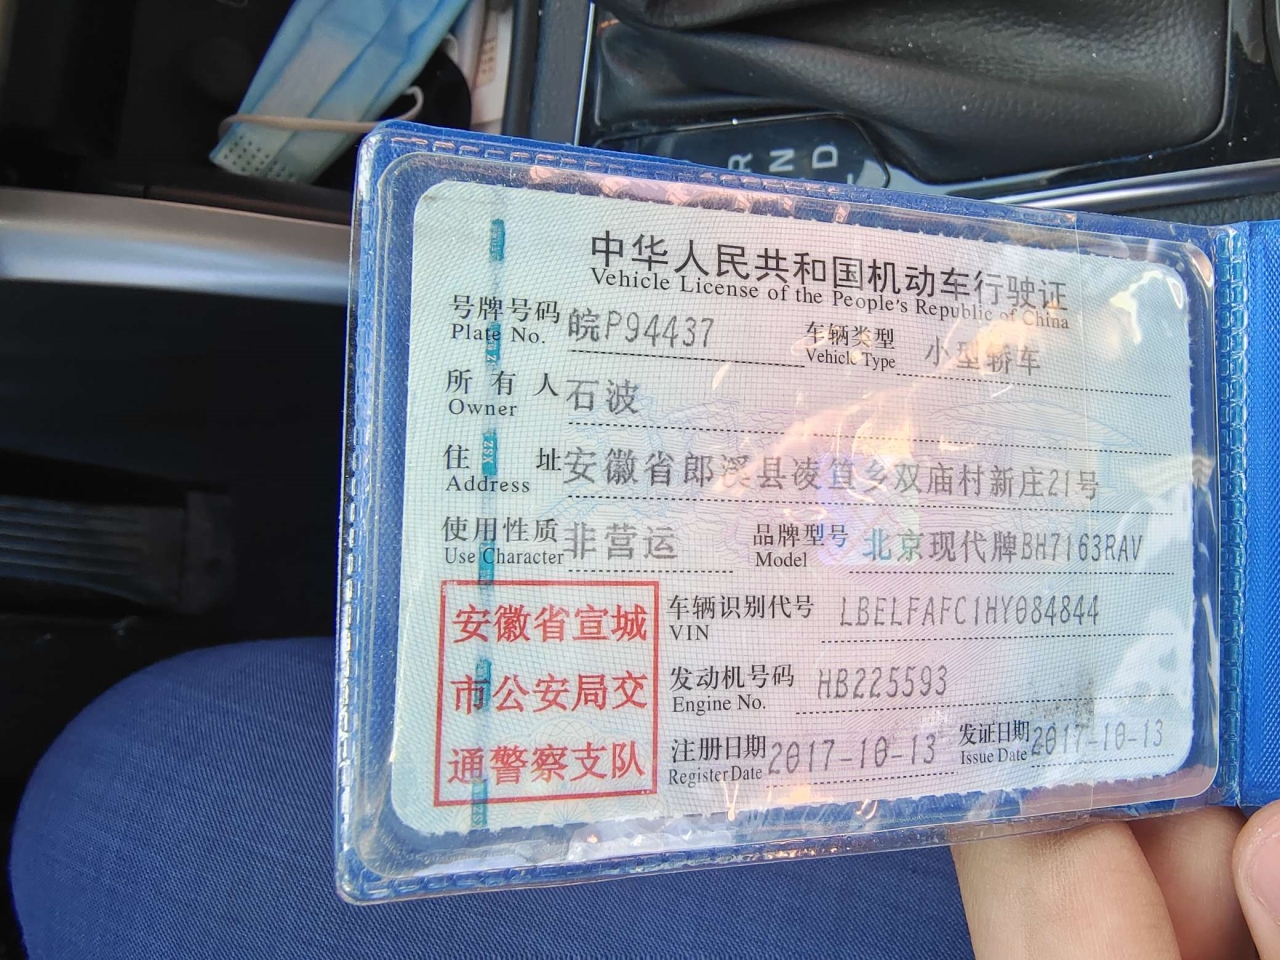 R
N
D
中华人民共和国机动车行驶证
Vehicle License of the People's Republic of China
号牌号码 皖P94437 车辆类型 小型轿车
Plate No. Vehicle Type
所有人 石波
Owner
住址 安徽省郎溪县凌笪乡双庙村新庄21号
Address
使用性质 非营运 品牌型号 北京现代牌BH7163RAV
Use Character Model
安徽省宣城
市公安局交
通警察支队
车辆识别代号 LBELFAFC1HY084844
VIN
发动机号码 HB225593
Engine No.
注册日期 2017-10-13 发证日期 2017-10-13
Register Date Issue Date